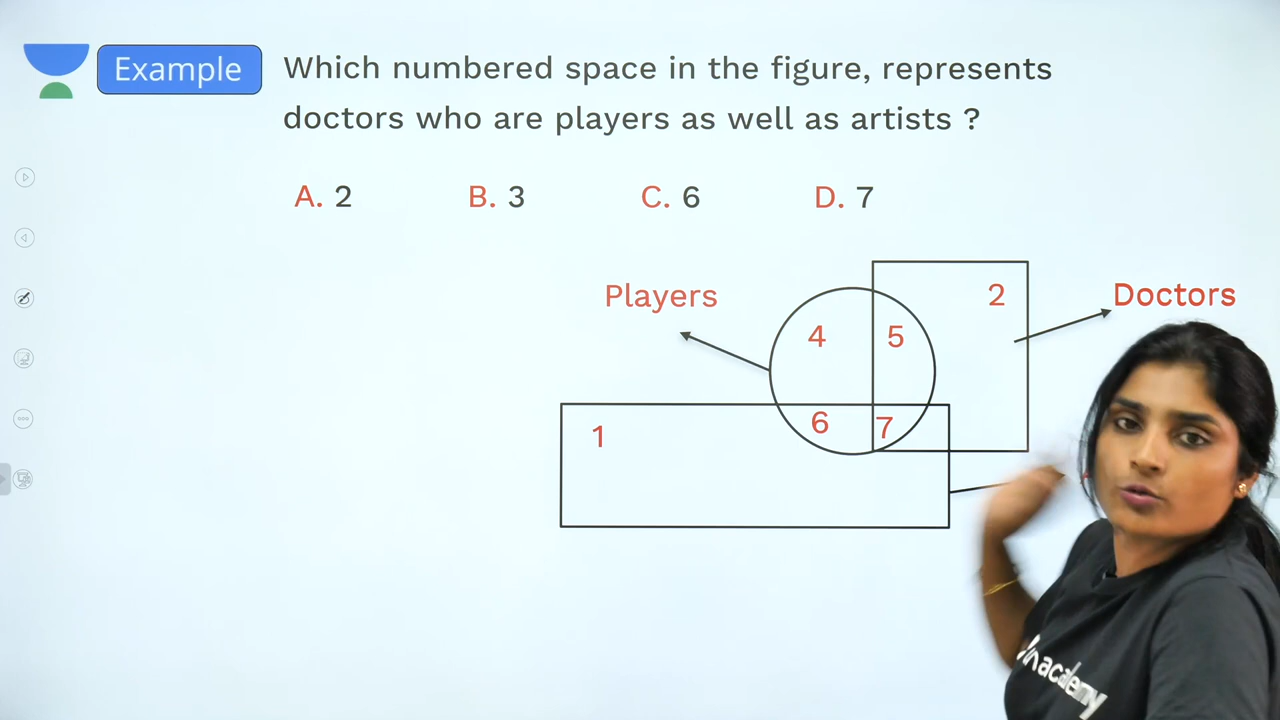 Example
Which numbered space in the figure, represents
doctors who are players as well as artists ?
A. 2 B. 3 C. 6 D. 7
Players
2
Doctors
4 5
1
6 7